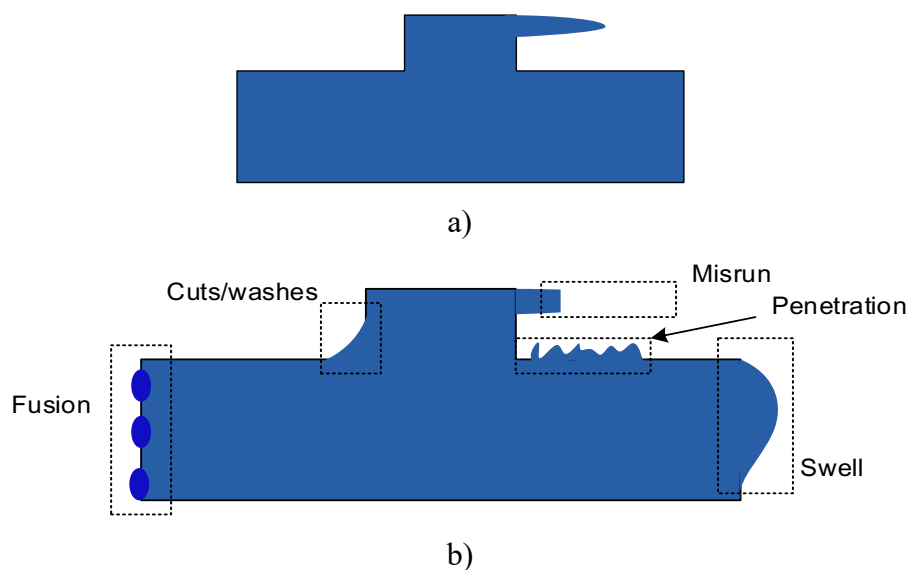 a)
Misrun
Cuts/washes
Penetration
Fusion
Swell
b)